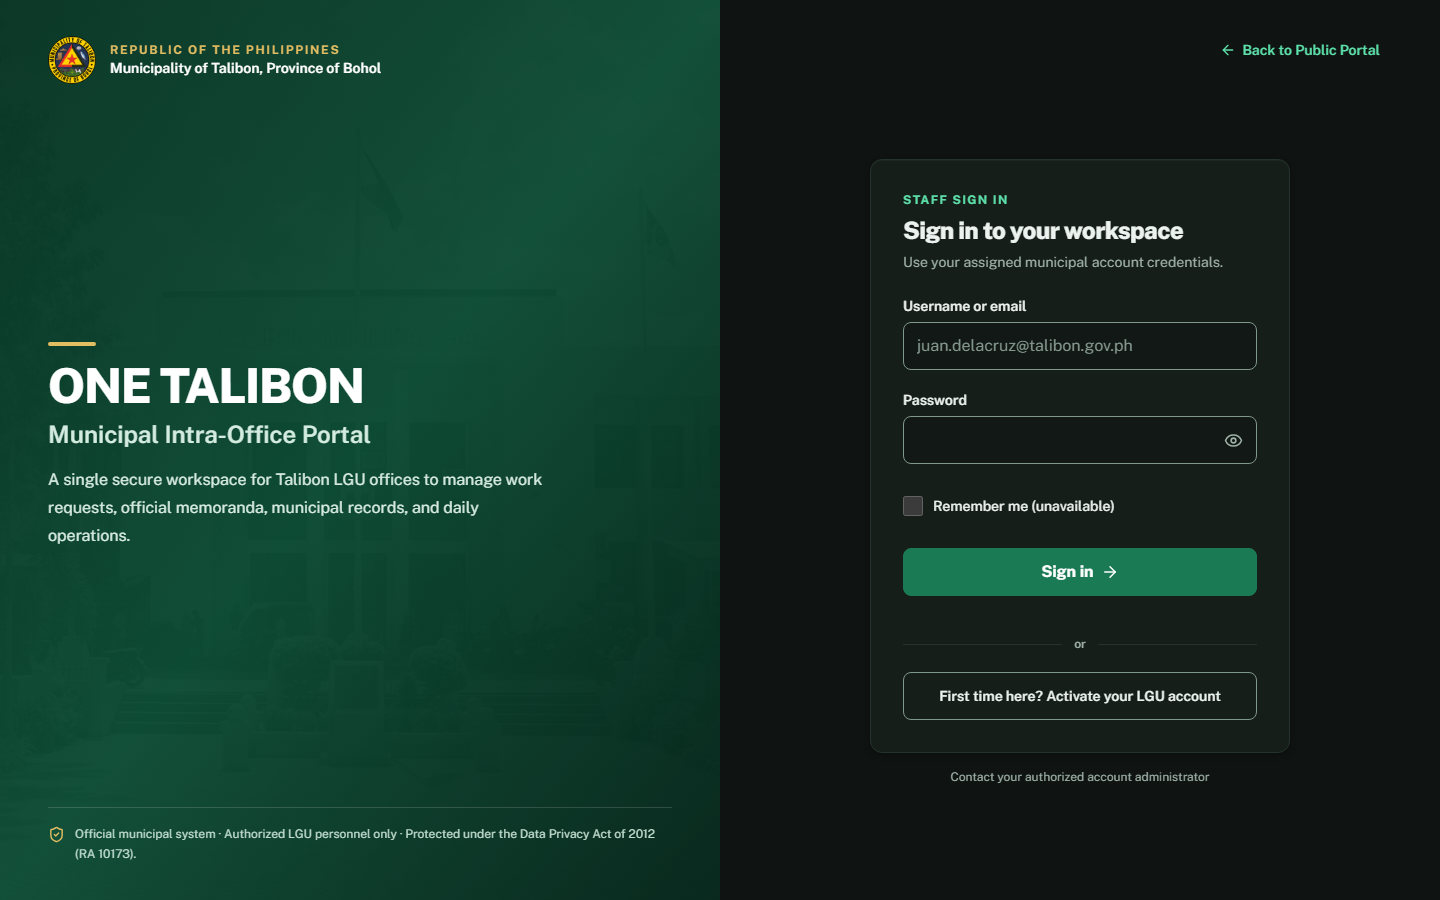 REPUBLIC OF THE PHILIPPINES
Municipality of Talibon, Province of Bohol
ONE TALIBON
Municipal Intra-Office Portal
A single secure workspace for Talibon LGU offices to manage work
requests, official memoranda, municipal records, and daily
operations.
Official municipal system · Authorized LGU personnel only · Protected under the Data Privacy Act of 2012
(RA 10173).
← Back to Public Portal
STAFF SIGN IN
Sign in to your workspace
Use your assigned municipal account credentials.
Username or email
juan.delacruz@talibon.gov.ph
Password
Remember me (unavailable)
Sign in →
or
First time here? Activate your LGU account
Contact your authorized account administrator